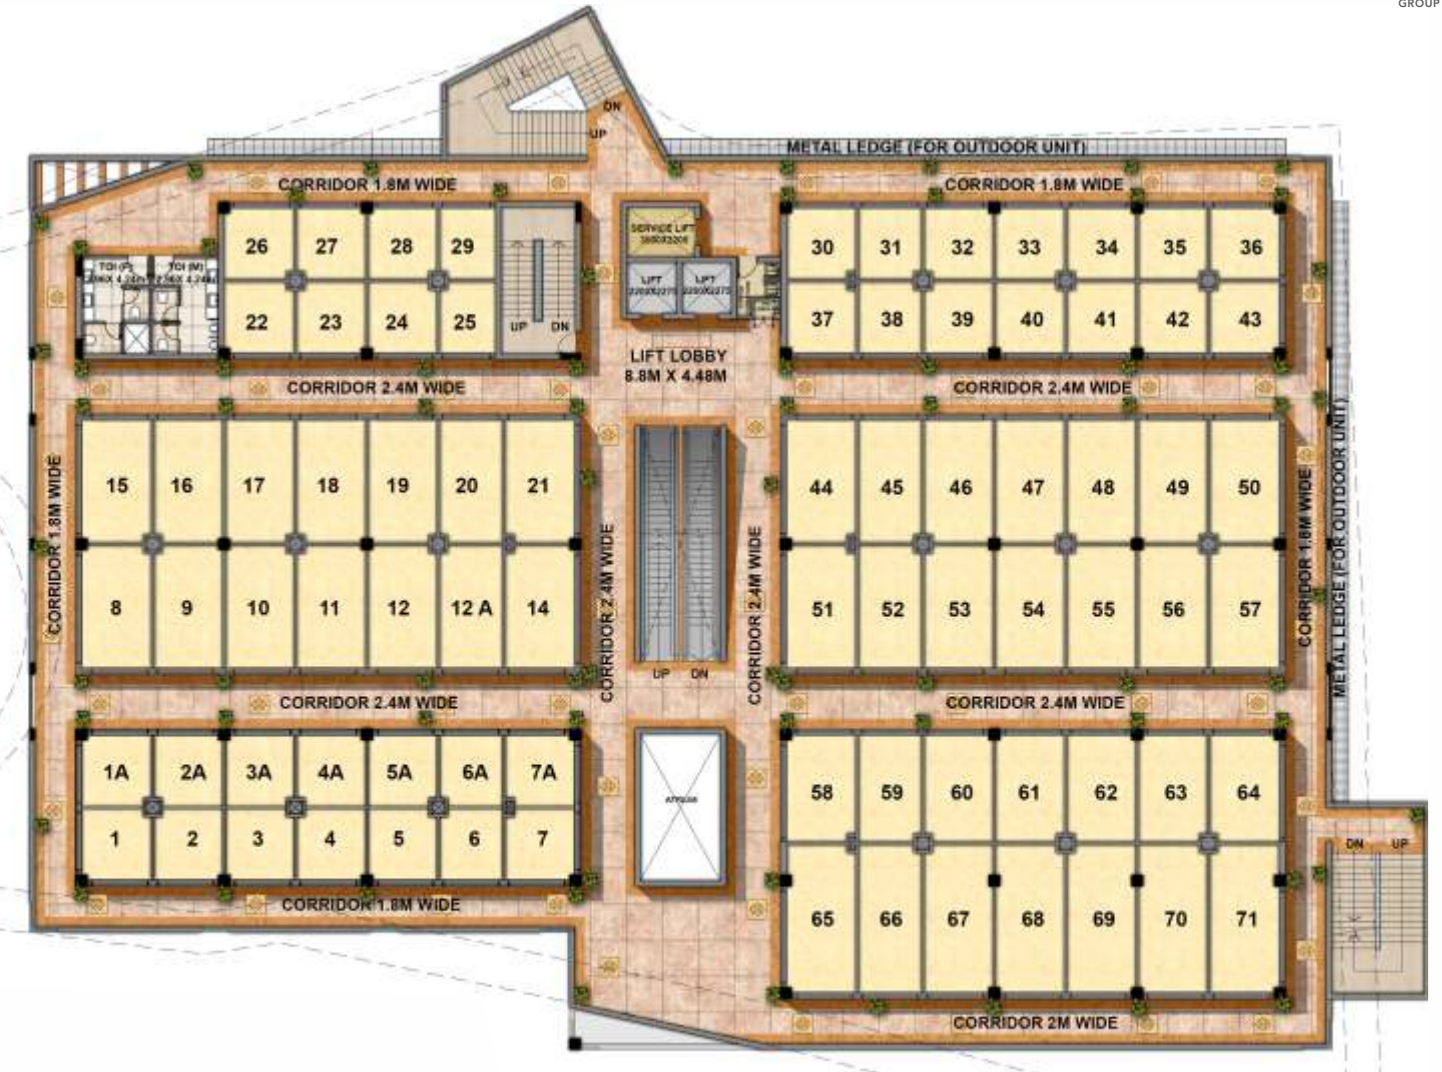 GROUP
DN
UP
METAL LEDGE (FOR OUTDOOR UNIT)
CORRIDOR 1.8M WIDE
CORRIDOR 1.8M WIDE
26 27 28 29
SERVICE LIFT
30 31 32 33 34 35 36
TOI (F) TOI (M)
LIFT LIFT
22 23 24 25
UP DN
37 38 39 40 41 42 43
LIFT LOBBY
8.8M X 4.48M
CORRIDOR 2.4M WIDE
CORRIDOR 2.4M WIDE
15 16 17 18 19 20 21
44 45 46 47 48 49 50
CORRIDOR 1.8M WIDE
CORRIDOR 2.4M WIDE
CORRIDOR 2.4M WIDE
CORRIDOR 1.8M WIDE
METAL LEDGE (FOR OUTDOOR UNIT)
8 9 10 11 12 12 A 14
51 52 53 54 55 56 57
UP DN
CORRIDOR 2.4M WIDE
CORRIDOR 2.4M WIDE
1A 2A 3A 4A 5A 6A 7A
58 59 60 61 62 63 64
1 2 3 4 5 6 7
DN UP
CORRIDOR 1.8M WIDE
65 66 67 68 69 70 71
CORRIDOR 2M WIDE